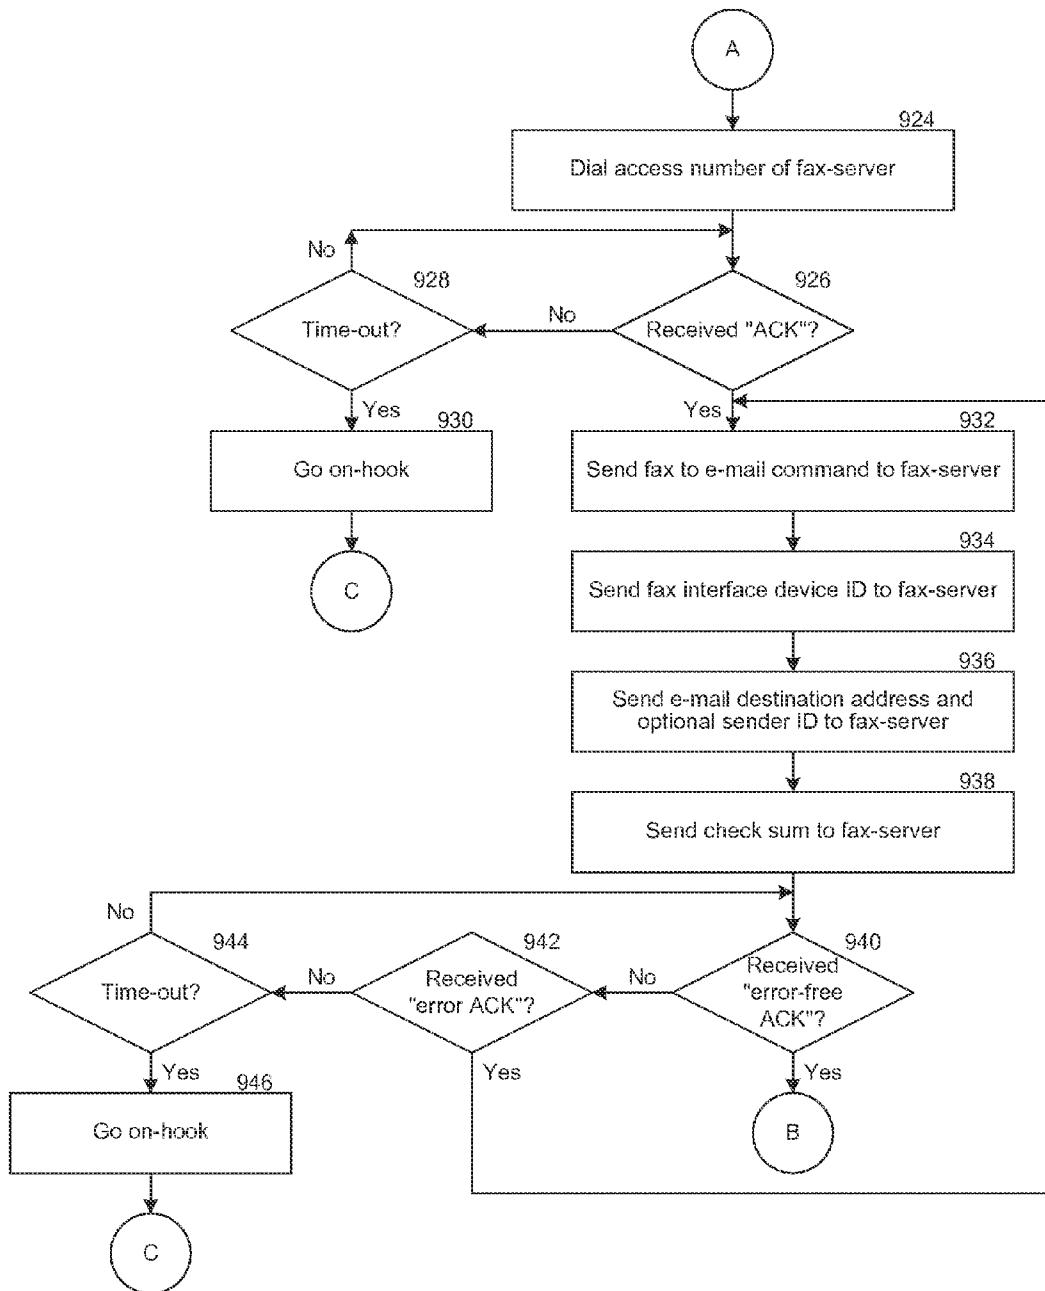 A
924
Dial access number of fax-server
No
928
926
Time-out?
No
Received "ACK"?
Yes
930
Yes
932
Go on-hook
Send fax to e-mail command to fax-server
934
C
Send fax interface device ID to fax-server
936
Send e-mail destination address and
optional sender ID to fax-server
938
Send check sum to fax-server
No
944
942
940
Time-out?
No
Received
"error ACK"?
No
Received
"error-free
ACK"?
Yes
946
Yes
Yes
Go on-hook
B
C